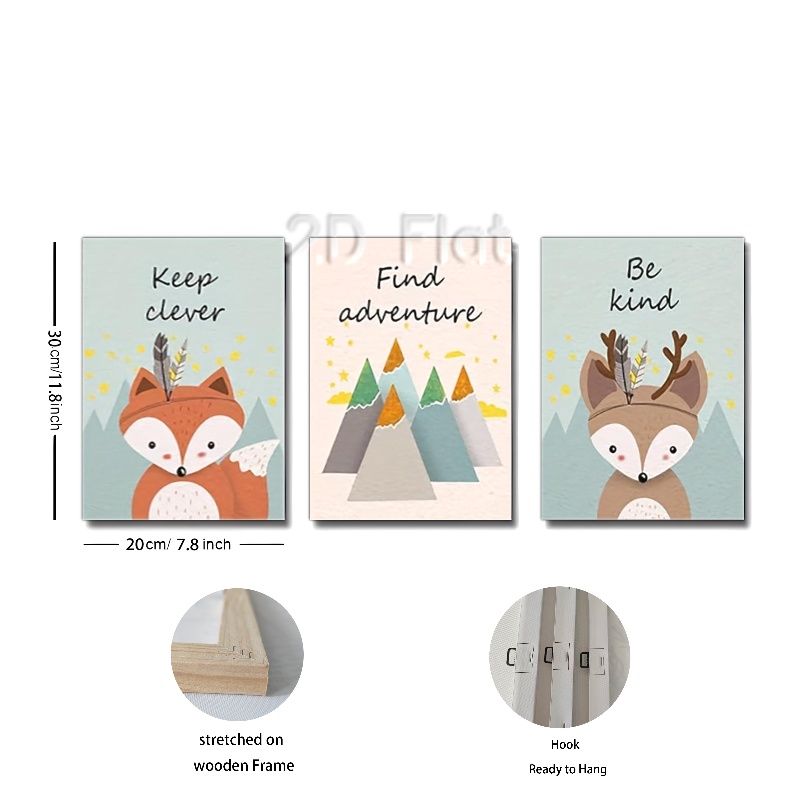 2D Flat
Keep
clever
Find
adventure
Be
kind
30cm/11.8inch
20cm/ 7.8 inch
stretched on
wooden Frame
Hook
Ready to Hang